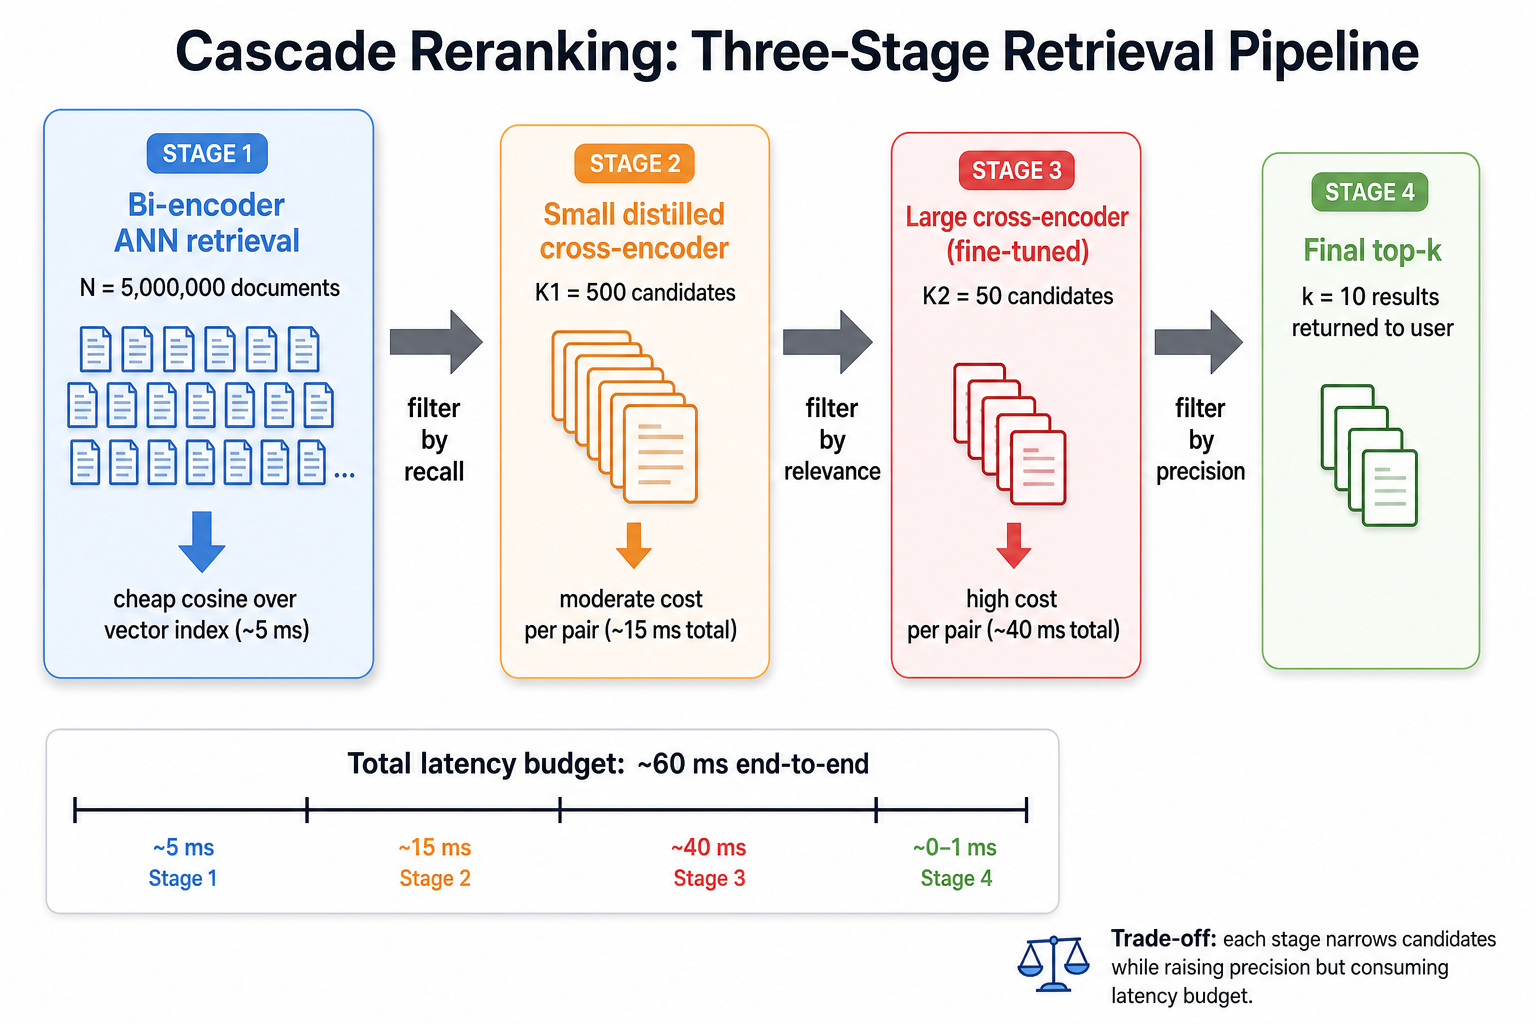 Cascade Reranking: Three-Stage Retrieval Pipeline
STAGE 1
Bi-encoder
ANN retrieval
N = 5,000,000 documents
...
cheap cosine over
vector index (~5 ms)
filter
by
recall
STAGE 2
Small distilled
cross-encoder
K1 = 500 candidates
moderate cost
per pair (~15 ms total)
filter
by
relevance
STAGE 3
Large cross-encoder
(fine-tuned)
K2 = 50 candidates
high cost
per pair (~40 ms total)
filter
by
precision
STAGE 4
Final top-k
k = 10 results
returned to user
Total latency budget: ~60 ms end-to-end
~5 ms
Stage 1
~15 ms
Stage 2
~40 ms
Stage 3
~0–1 ms
Stage 4
Trade-off: each stage narrows candidates
while raising precision but consuming
latency budget.